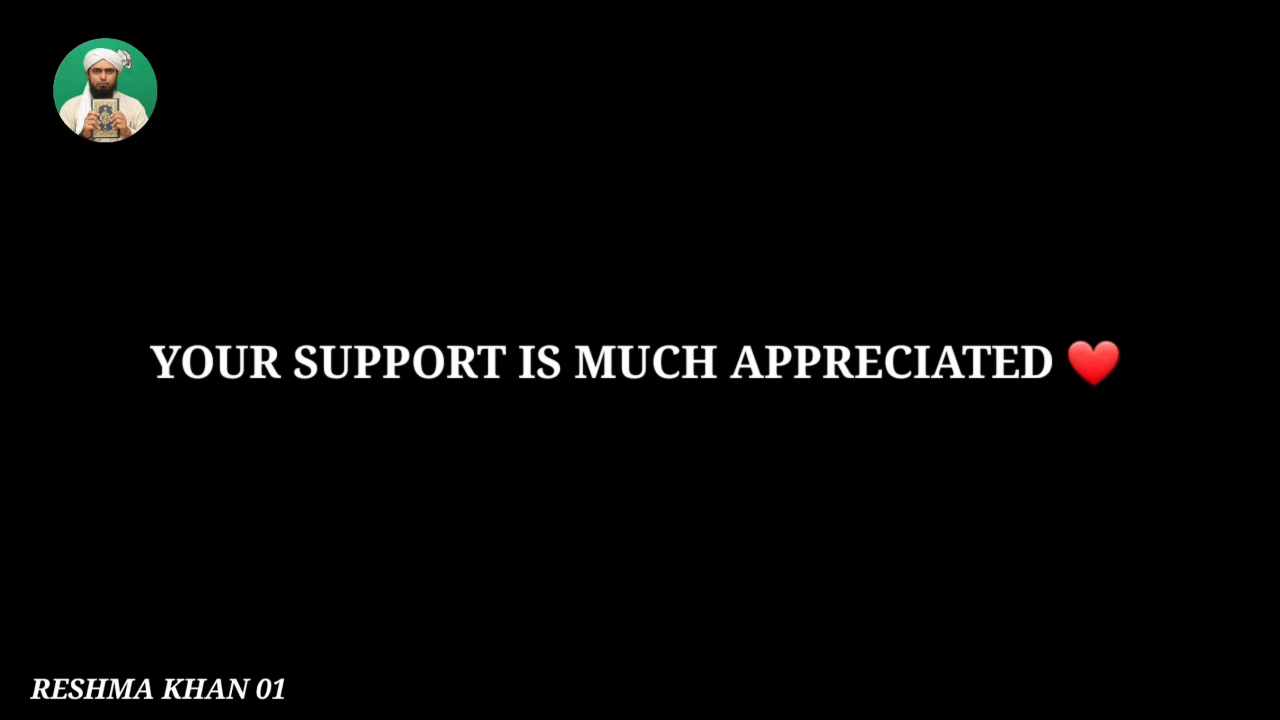 YOUR SUPPORT IS MUCH APPRECIATED ❤️
RESHMA KHAN 01